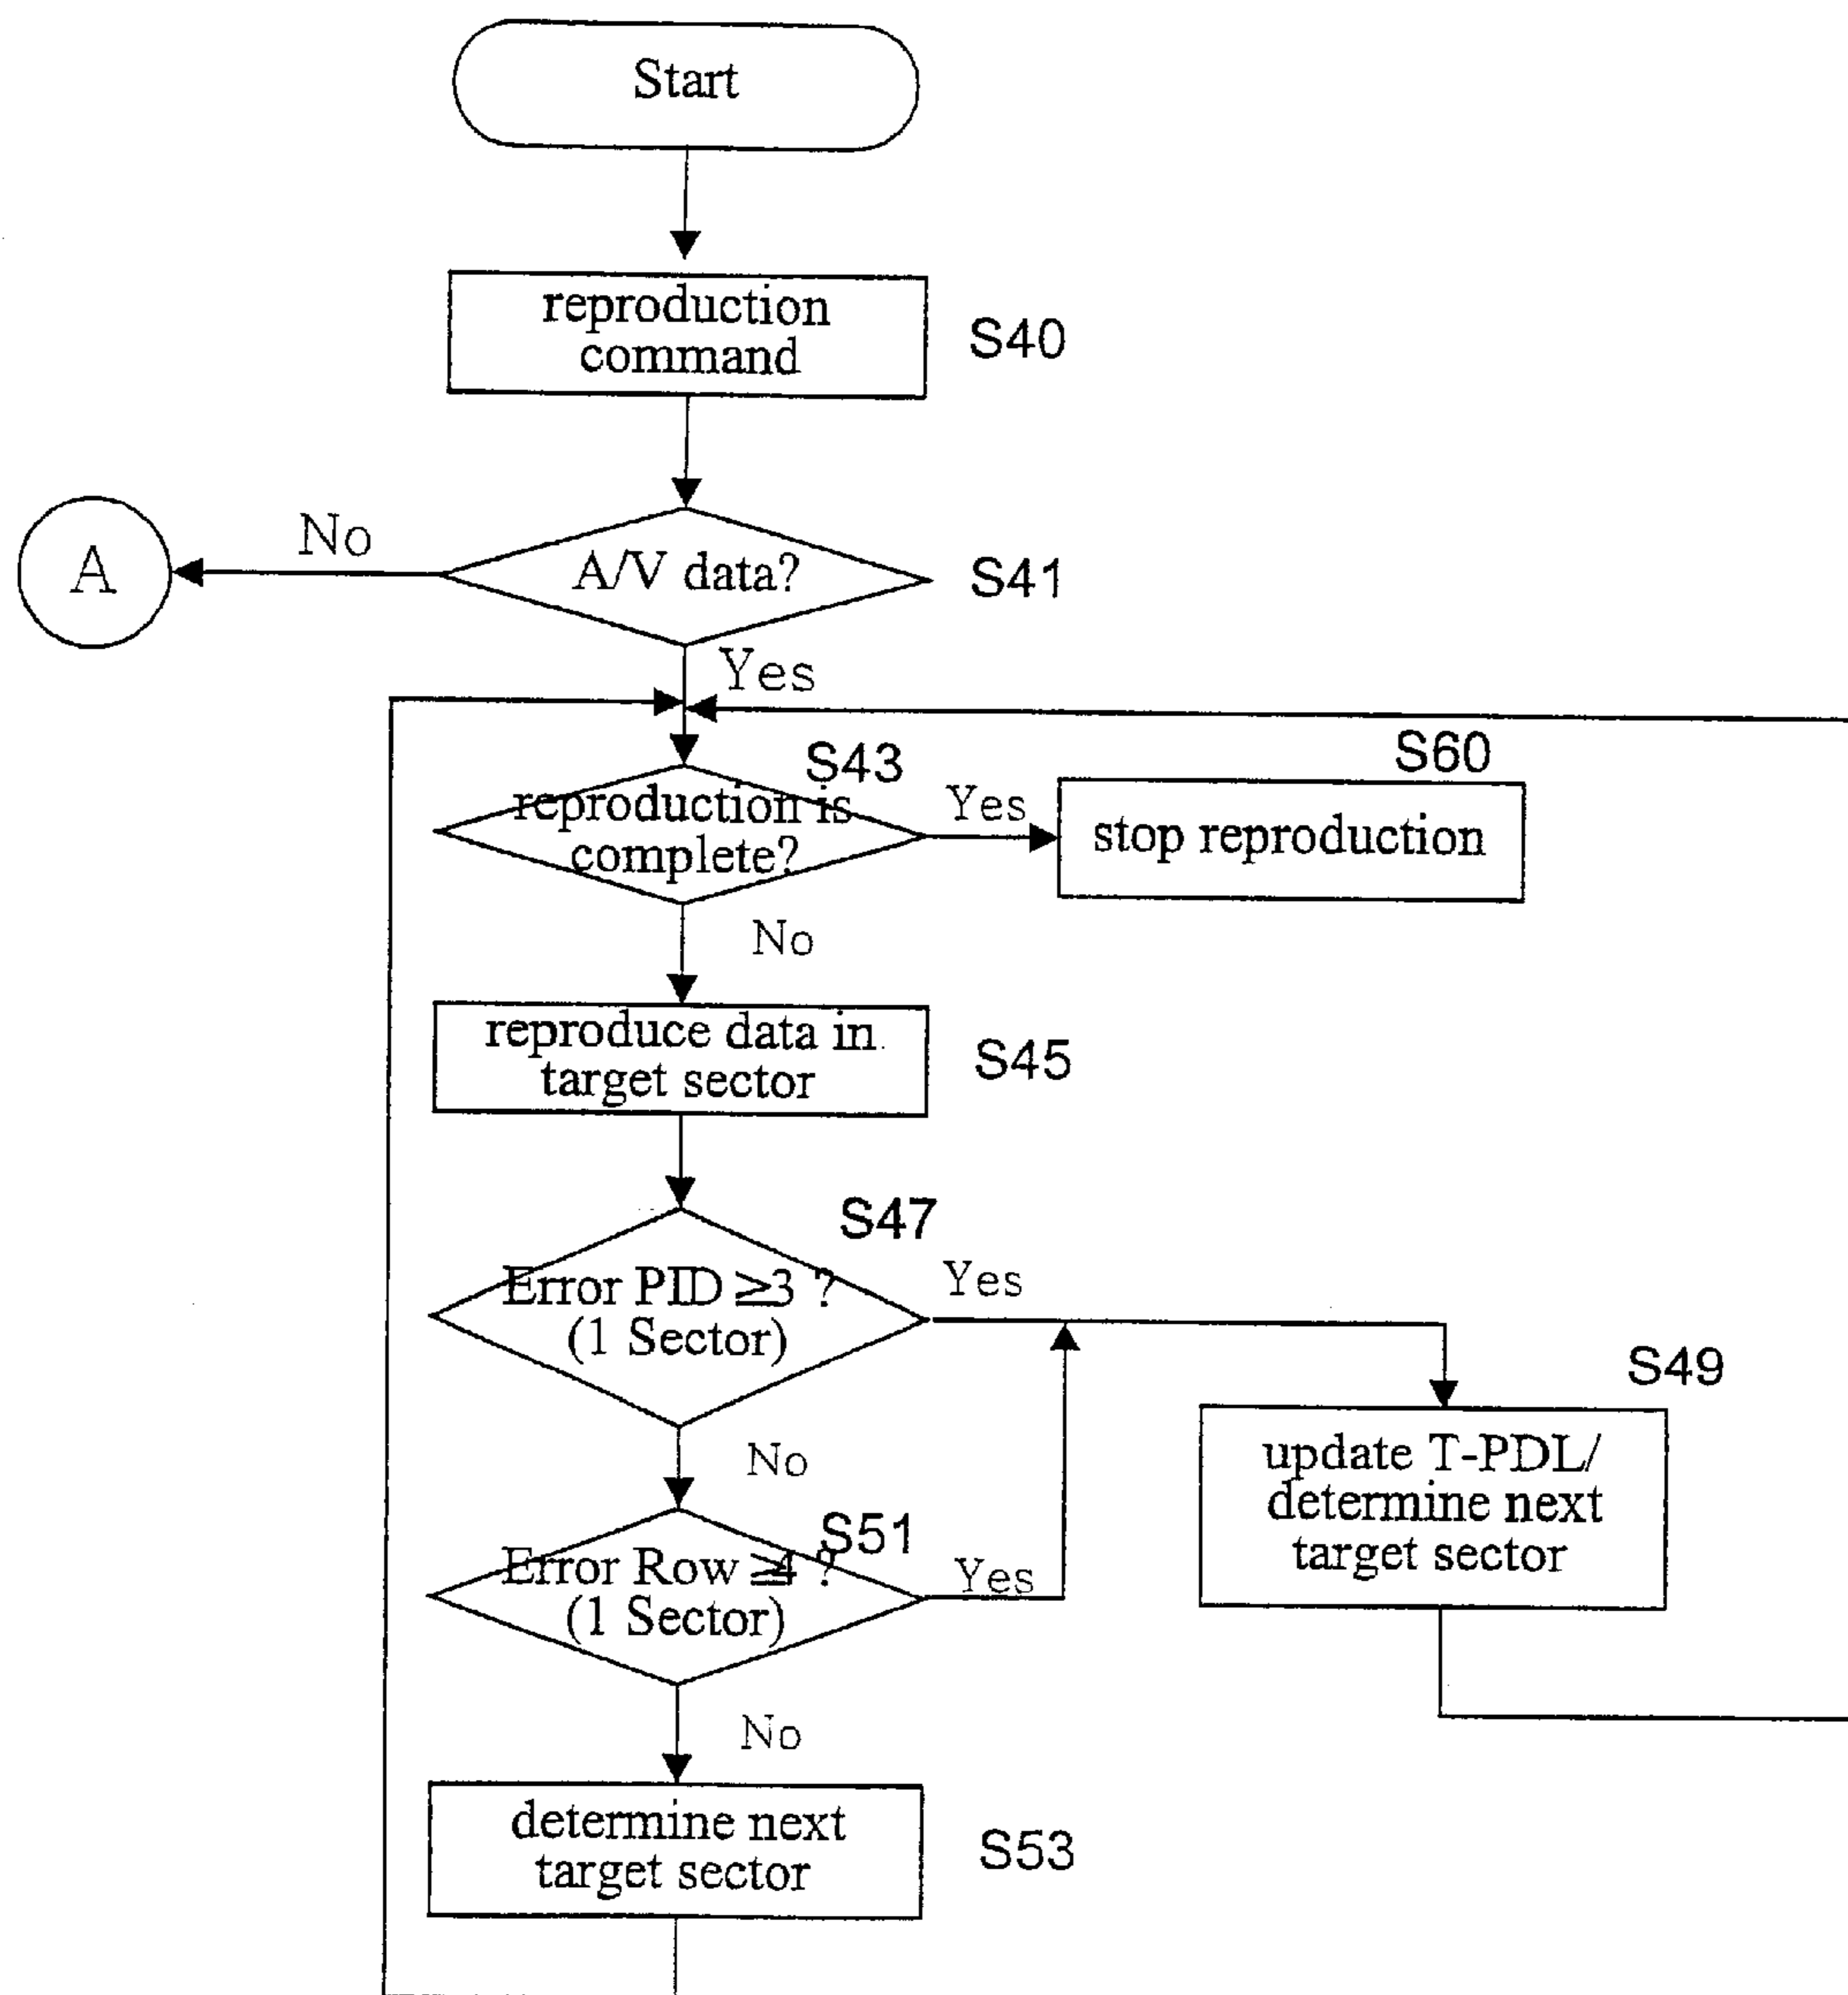 Start
reproduction
command
S40
No
A
A/V data?
S41
Yes
S43
reproduction is
complete?
Yes
S60
stop reproduction
No
reproduce data in
target sector
S45
S47
Error PID ≥3 ?
(1 Sector)
Yes
S49
update T-PDL/
determine next
target sector
No
S51
Error Row ≥4 ?
(1 Sector)
Yes
No
determine next
target sector
S53